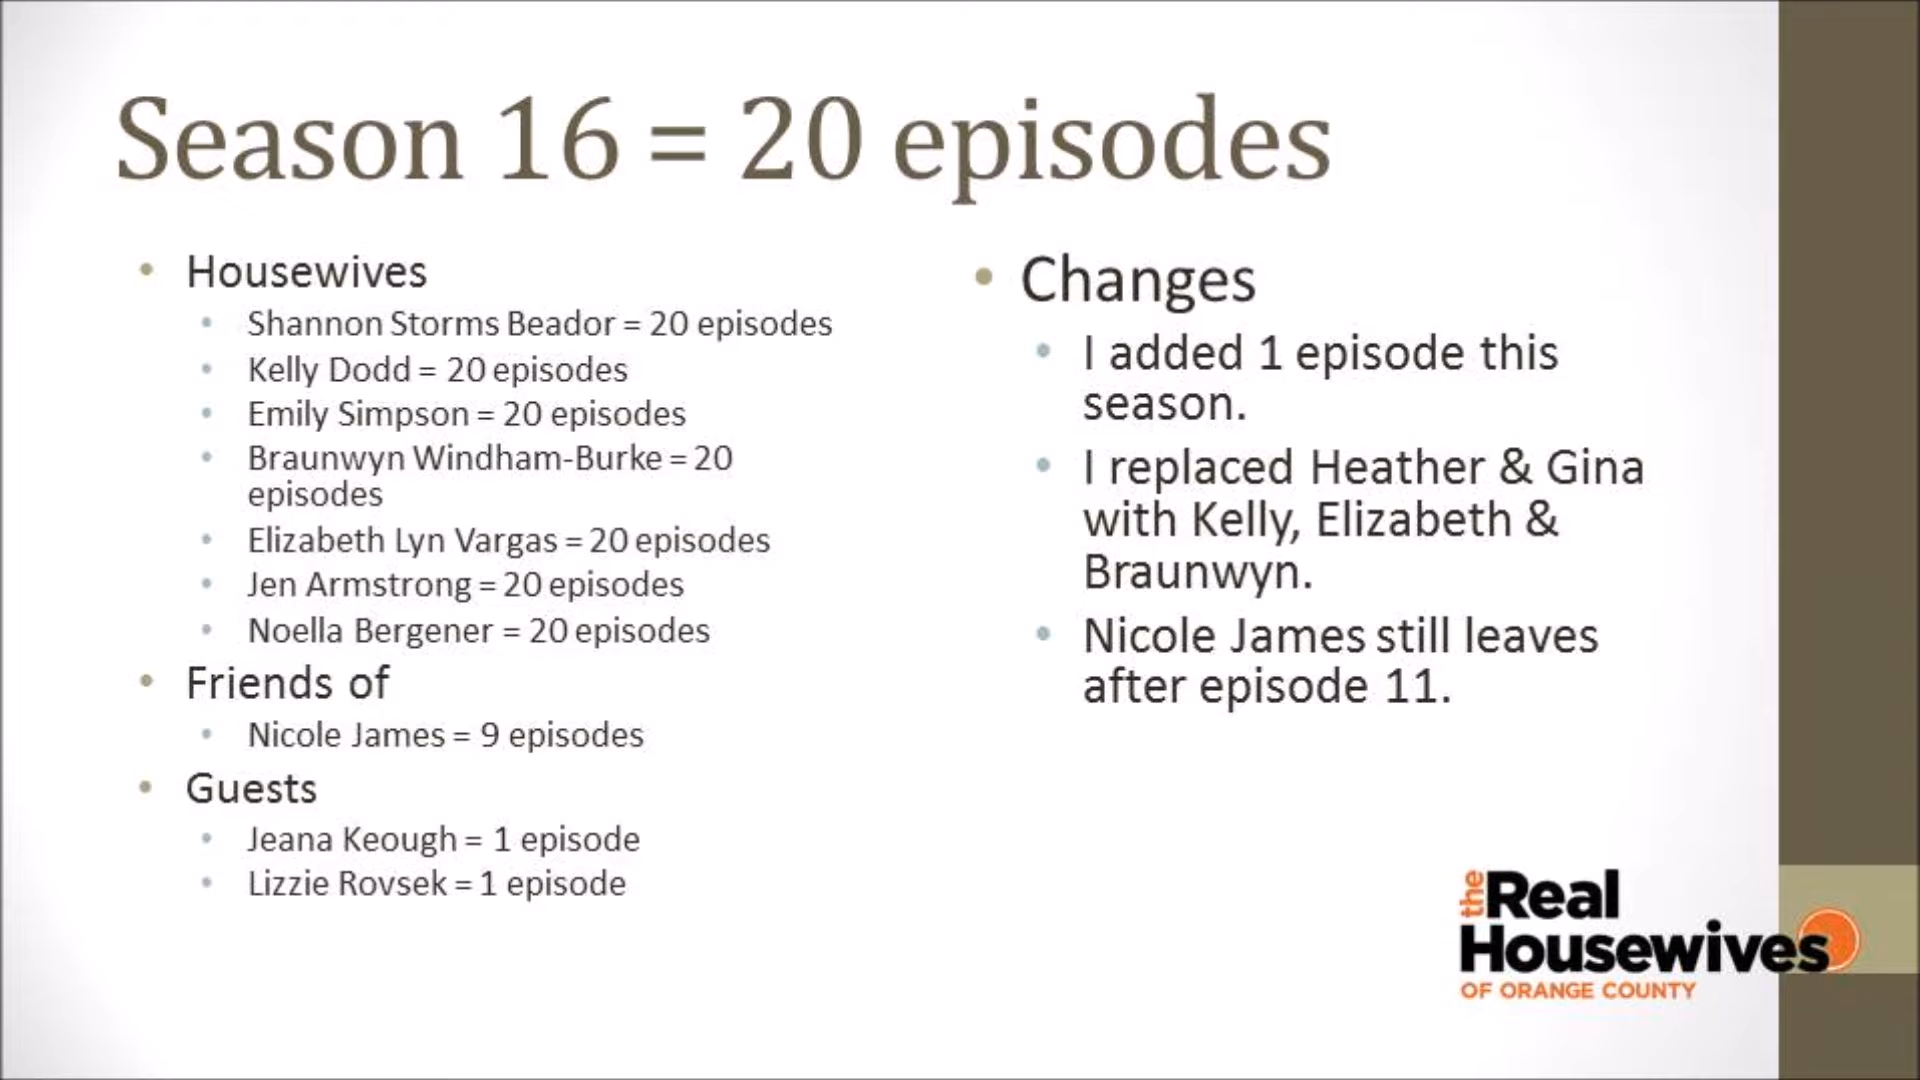 Season 16 = 20 episodes
• Housewives
• Shannon Storms Beador = 20 episodes
• Kelly Dodd = 20 episodes
• Emily Simpson = 20 episodes
• Braunwyn Windham-Burke = 20
episodes
• Elizabeth Lyn Vargas = 20 episodes
• Jen Armstrong = 20 episodes
• Noella Bergener = 20 episodes
• Friends of
• Nicole James = 9 episodes
• Guests
• Jeana Keough = 1 episode
• Lizzie Rovsek = 1 episode
• Changes
• I added 1 episode this
season.
• I replaced Heather & Gina
with Kelly, Elizabeth &
Braunwyn.
• Nicole James still leaves
after episode 11.
the Real
Housewives
OF ORANGE COUNTY